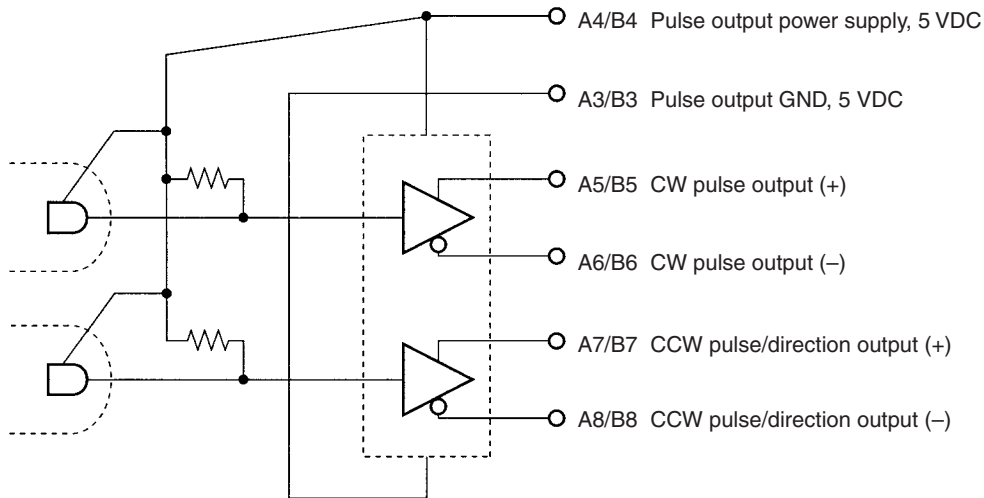 A4/B4 Pulse output power supply, 5 VDC
A3/B3 Pulse output GND, 5 VDC
A5/B5 CW pulse output (+)
A6/B6 CW pulse output (–)
A7/B7 CCW pulse/direction output (+)
A8/B8 CCW pulse/direction output (–)